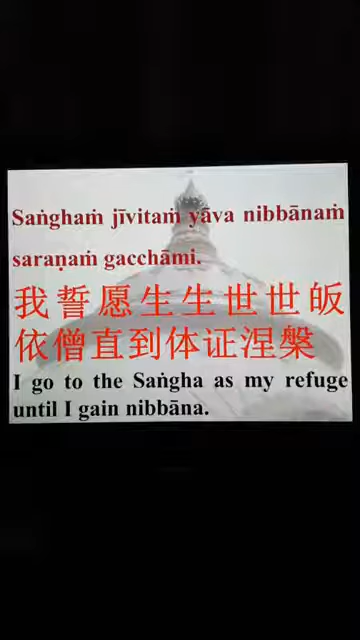 Saṅghaṁ jīvitaṁ yāva nibbānaṁ
saraṇaṁ gacchāmi.
我誓愿生生世世皈
依僧直到体证涅槃
I go to the Saṅgha as my refuge
until I gain nibbāna.